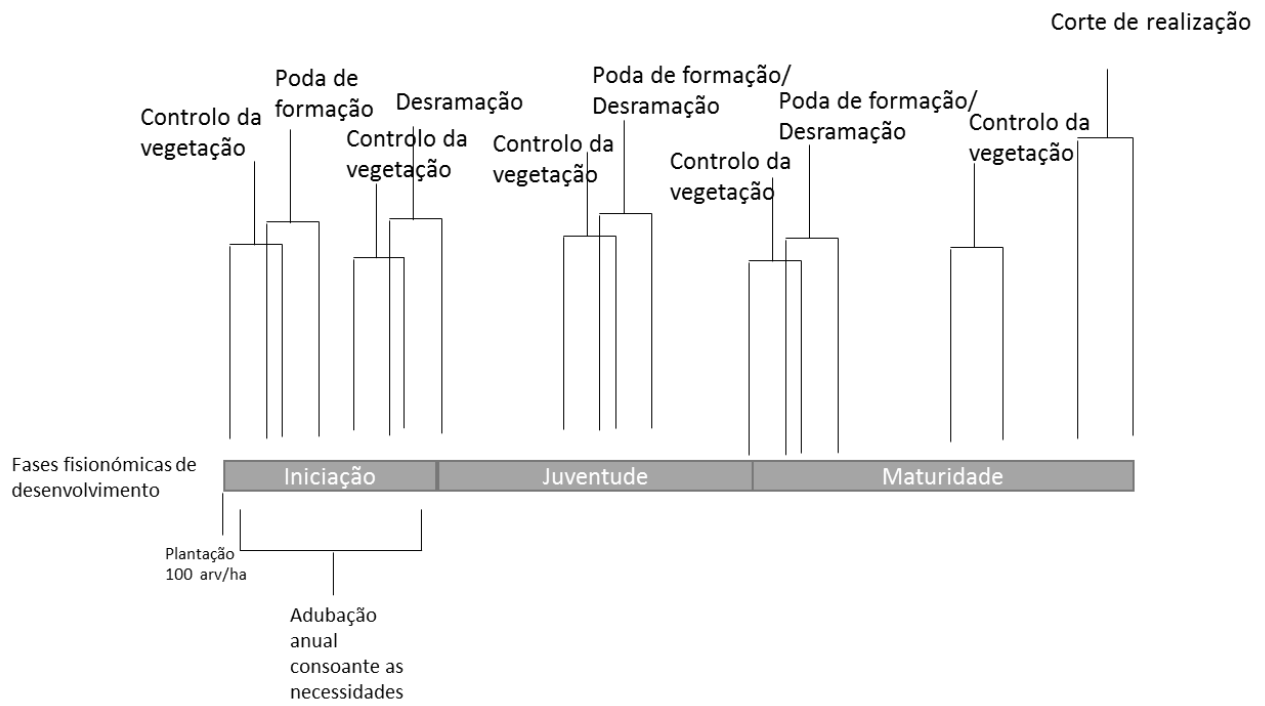 Corte de realização
Poda de
formação
Controlo da
vegetação
Desramação
Controlo da
vegetação
Poda de formação/
Desramação
Controlo da
vegetação
Poda de formação/
Desramação
Controlo da
vegetação
Controlo da
vegetação
Fases fisionómicas de
desenvolvimento
Iniciação
Juventude
Maturidade
Plantação
100 arv/ha
Adubação
anual
consoante as
necessidades